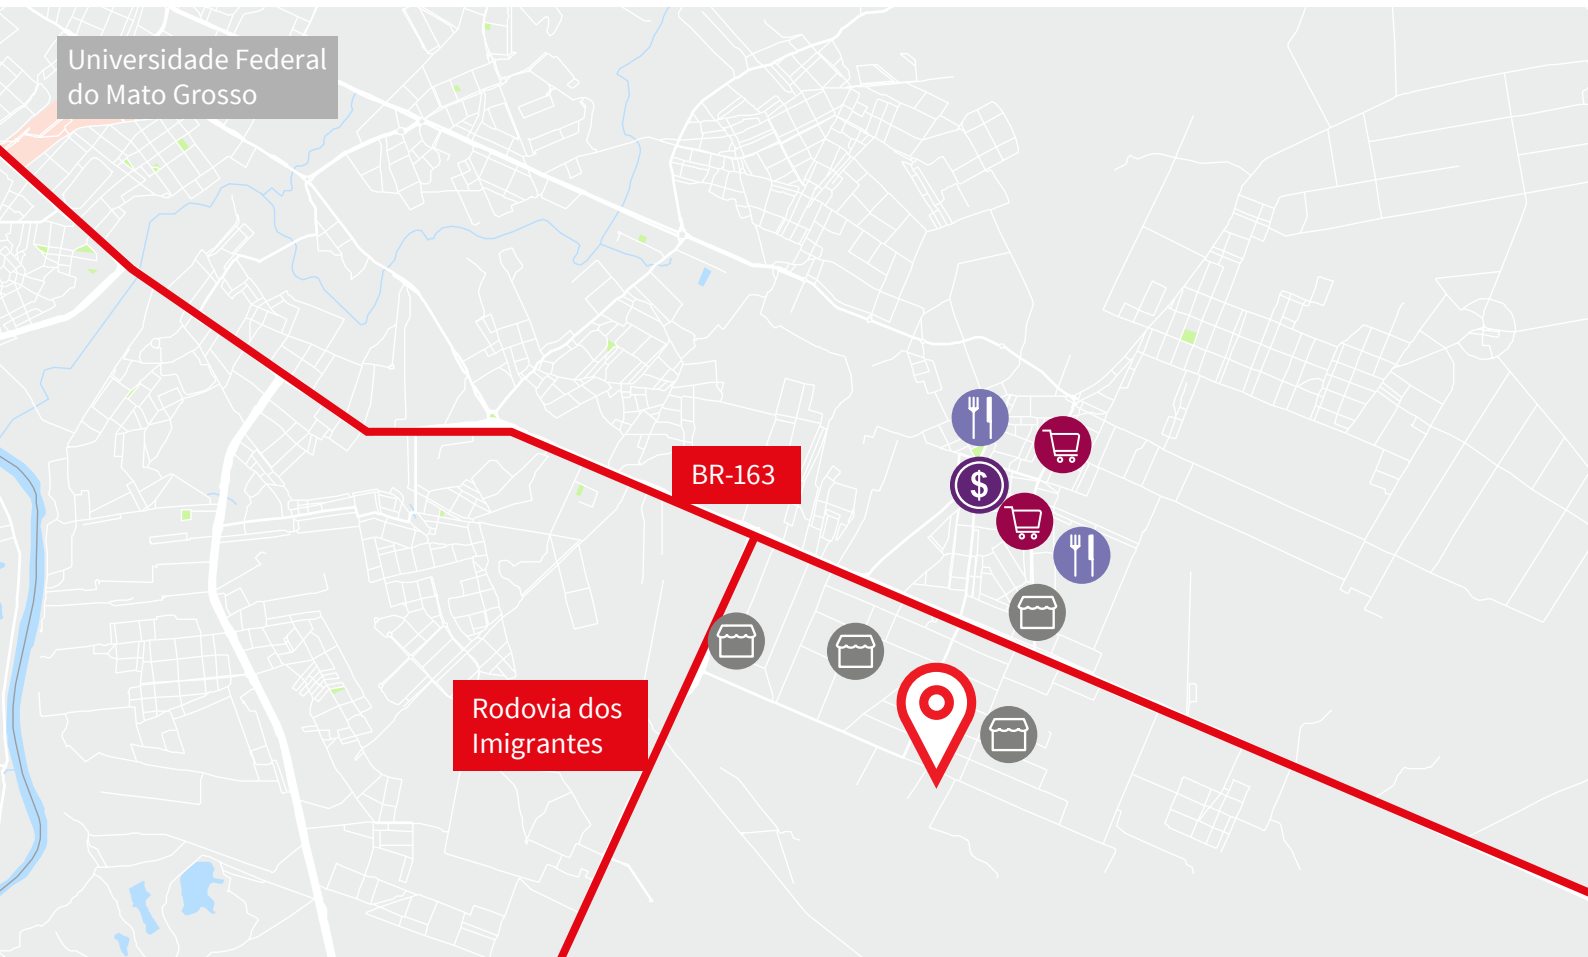 Universidade Federal
do Mato Grosso
BR-163
$
Rodovia dos
Imigrantes